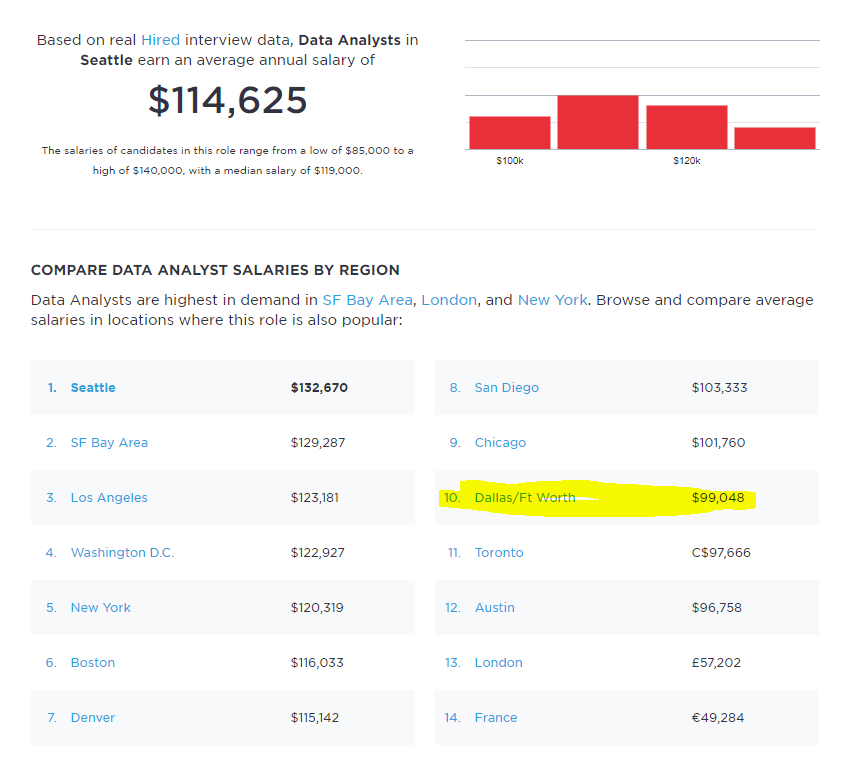 Based on real Hired interview data, Data Analysts in
Seattle earn an average annual salary of
$114,625
The salaries of candidates in this role range from a low of $85,000 to a
high of $140,000, with a median salary of $119,000.
$100k $120k
COMPARE DATA ANALYST SALARIES BY REGION
Data Analysts are highest in demand in SF Bay Area, London, and New York. Browse and compare average
salaries in locations where this role is also popular:
1. Seattle $132,670
2. SF Bay Area $129,287
3. Los Angeles $123,181
4. Washington D.C. $122,927
5. New York $120,319
6. Boston $116,033
7. Denver $115,142
8. San Diego $103,333
9. Chicago $101,760
10. Dallas/Ft Worth $99,048
11. Toronto C$97,666
12. Austin $96,758
13. London £57,202
14. France €49,284